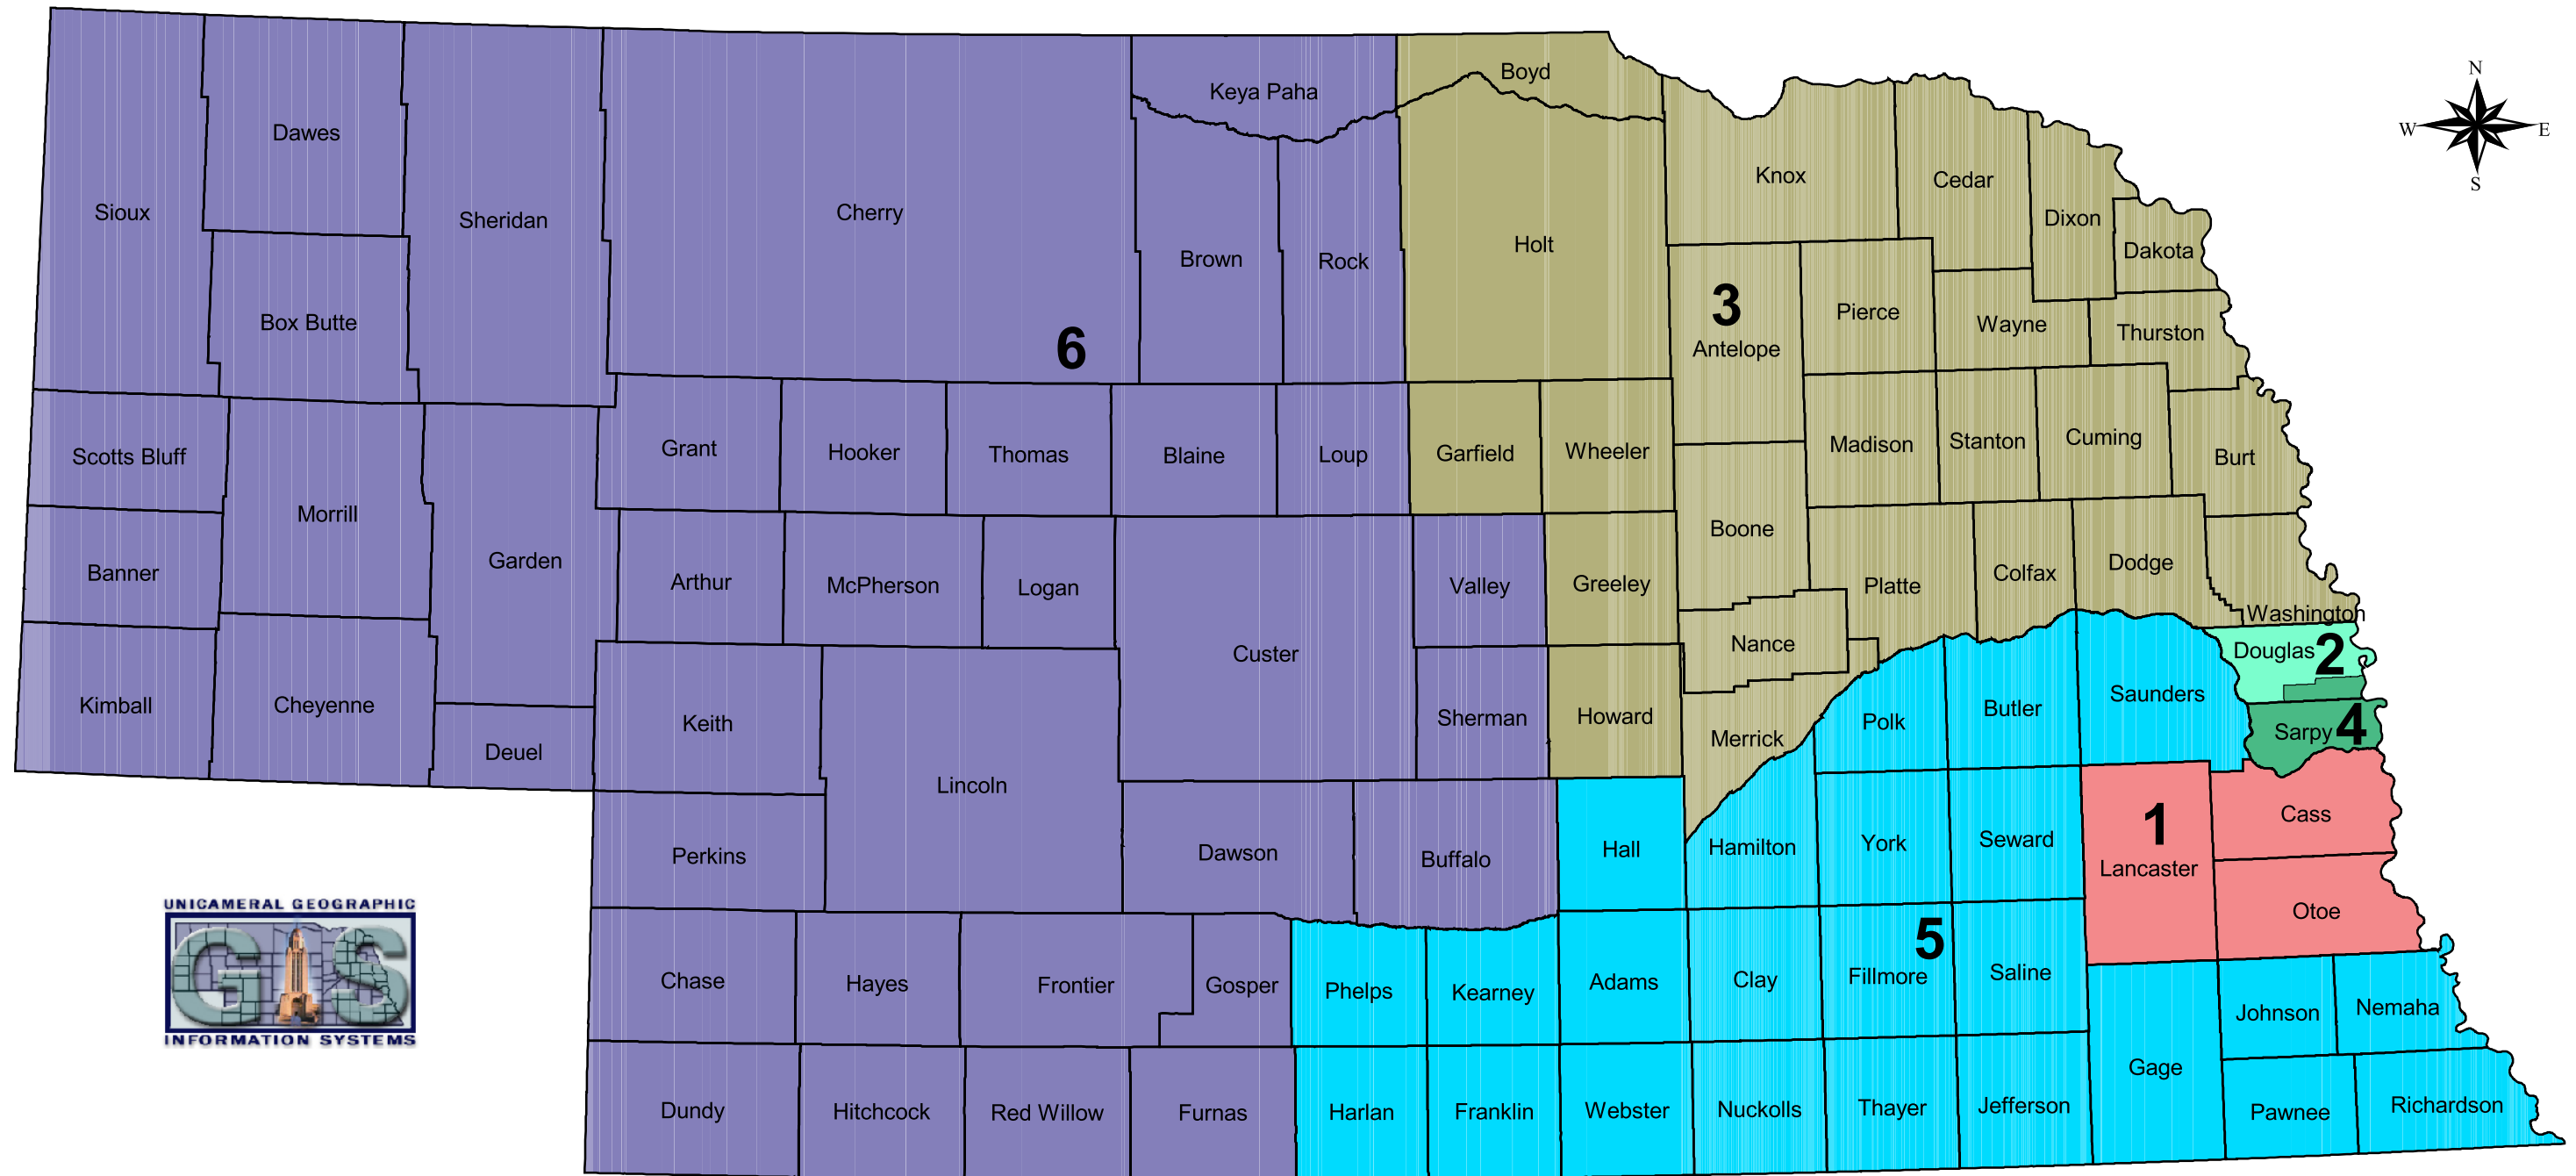 N
W E
S
Boyd
Keya Paha
Dawes
Knox
Cedar
Sioux
Sheridan
Cherry
Dixon
Holt
Dakota
Brown
Rock
3
Pierce
Box Butte
Wayne
Thurston
6
Antelope
Madison
Stanton
Cuming
Scotts Bluff
Grant
Hooker
Thomas
Blaine
Loup
Garfield
Wheeler
Burt
Morrill
Boone
Garden
Dodge
Banner
Arthur
McPherson
Logan
Valley
Greeley
Platte
Colfax
Washington
Nance
Custer
Douglas 2
Saunders
Kimball
Cheyenne
Keith
Sherman
Howard
Polk
Butler
Merrick
Sarpy 4
Deuel
Lincoln
Cass
1
Perkins
Dawson
Buffalo
Hall
Hamilton
York
Seward
Lancaster
UNICAMERAL GEOGRAPHIC
GIS
INFORMATION SYSTEMS
Otoe
5
Chase
Hayes
Frontier
Gosper
Phelps
Kearney
Adams
Clay
Fillmore
Saline
Johnson
Nemaha
Gage
Dundy
Hitchcock
Red Willow
Furnas
Harlan
Franklin
Webster
Nuckolls
Thayer
Jefferson
Pawnee
Richardson